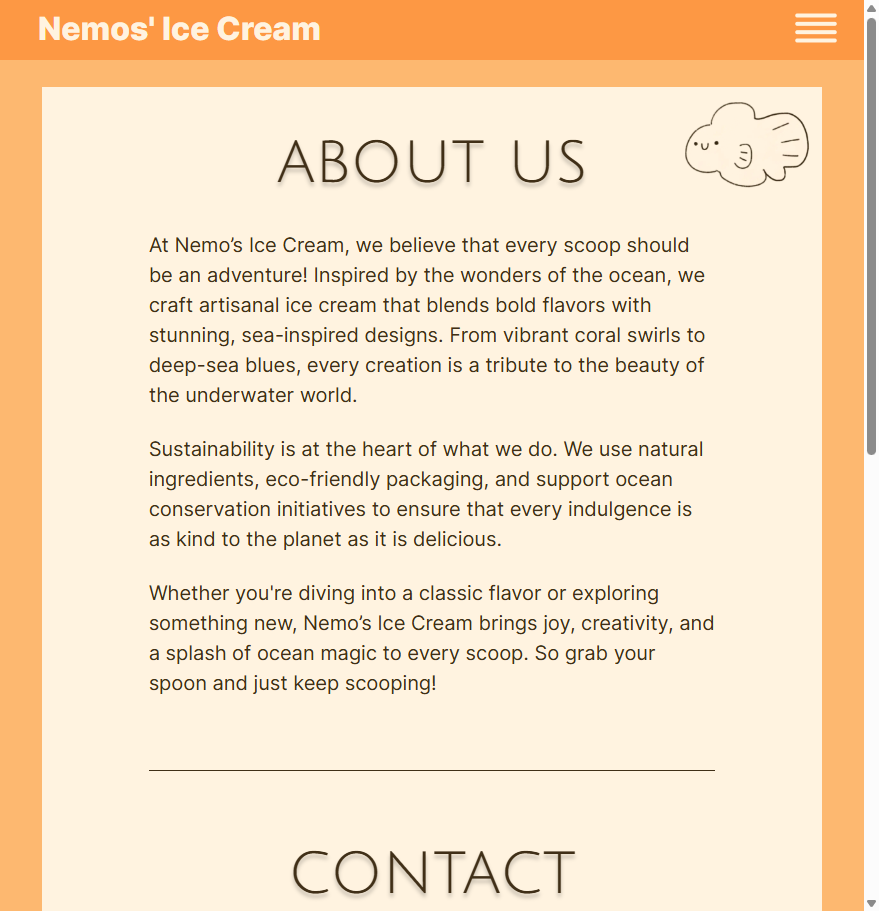 Nemos' Ice Cream
ABOUT US
At Nemo’s Ice Cream, we believe that every scoop should
be an adventure! Inspired by the wonders of the ocean, we
craft artisanal ice cream that blends bold flavors with
stunning, sea-inspired designs. From vibrant coral swirls to
deep-sea blues, every creation is a tribute to the beauty of
the underwater world.
Sustainability is at the heart of what we do. We use natural
ingredients, eco-friendly packaging, and support ocean
conservation initiatives to ensure that every indulgence is
as kind to the planet as it is delicious.
Whether you're diving into a classic flavor or exploring
something new, Nemo’s Ice Cream brings joy, creativity, and
a splash of ocean magic to every scoop. So grab your
spoon and just keep scooping!
CONTACT